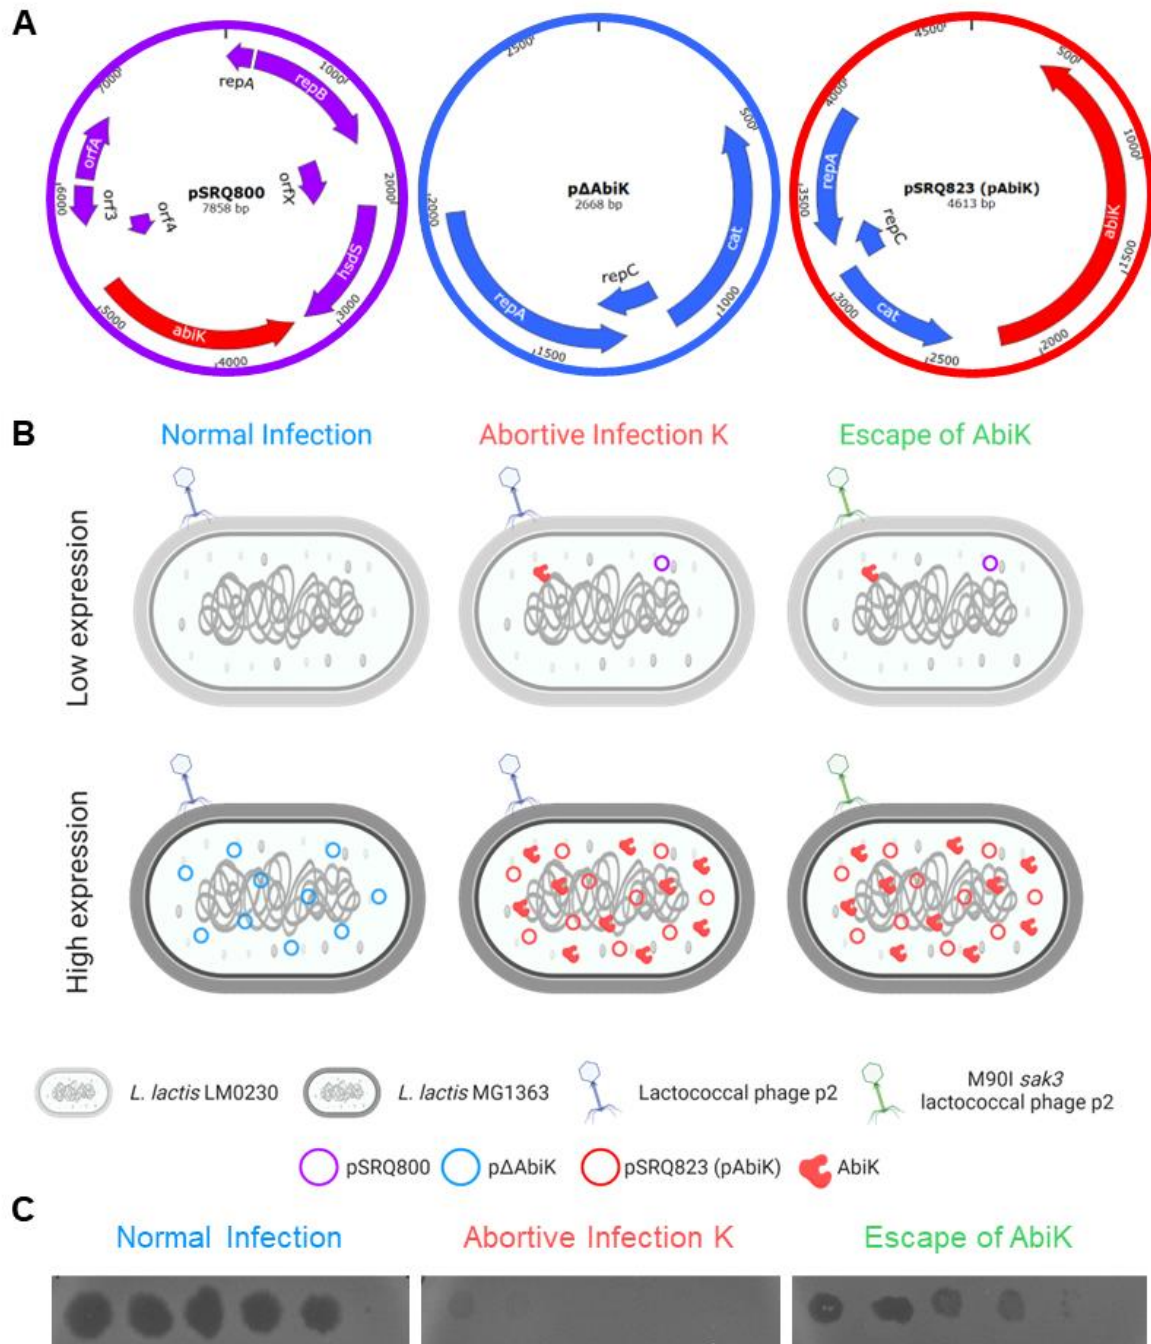 A
7000
1000
repA
repB
orfA
orfX
pSRQ800
7858 bp
2000
6000
orf3
orf4
hsdS
3000
5000
abiK
4000
2500
500
pΔAbiK
2668 bp
2000
cat
repC
repA
1000
1500
4500
500
4000
repA
1000
pSRQ823 (pAbiK)
4613 bp
3500
repC
abiK
1500
3000
cat
2000
2500
B
Normal Infection
Abortive Infection K
Escape of AbiK
Low expression
High expression
L. lactis LM0230
L. lactis MG1363
Lactococcal phage p2
M90I sak3
lactococcal phage p2
pSRQ800
pΔAbiK
pSRQ823 (pAbiK)
AbiK
C
Normal Infection
Abortive Infection K
Escape of AbiK